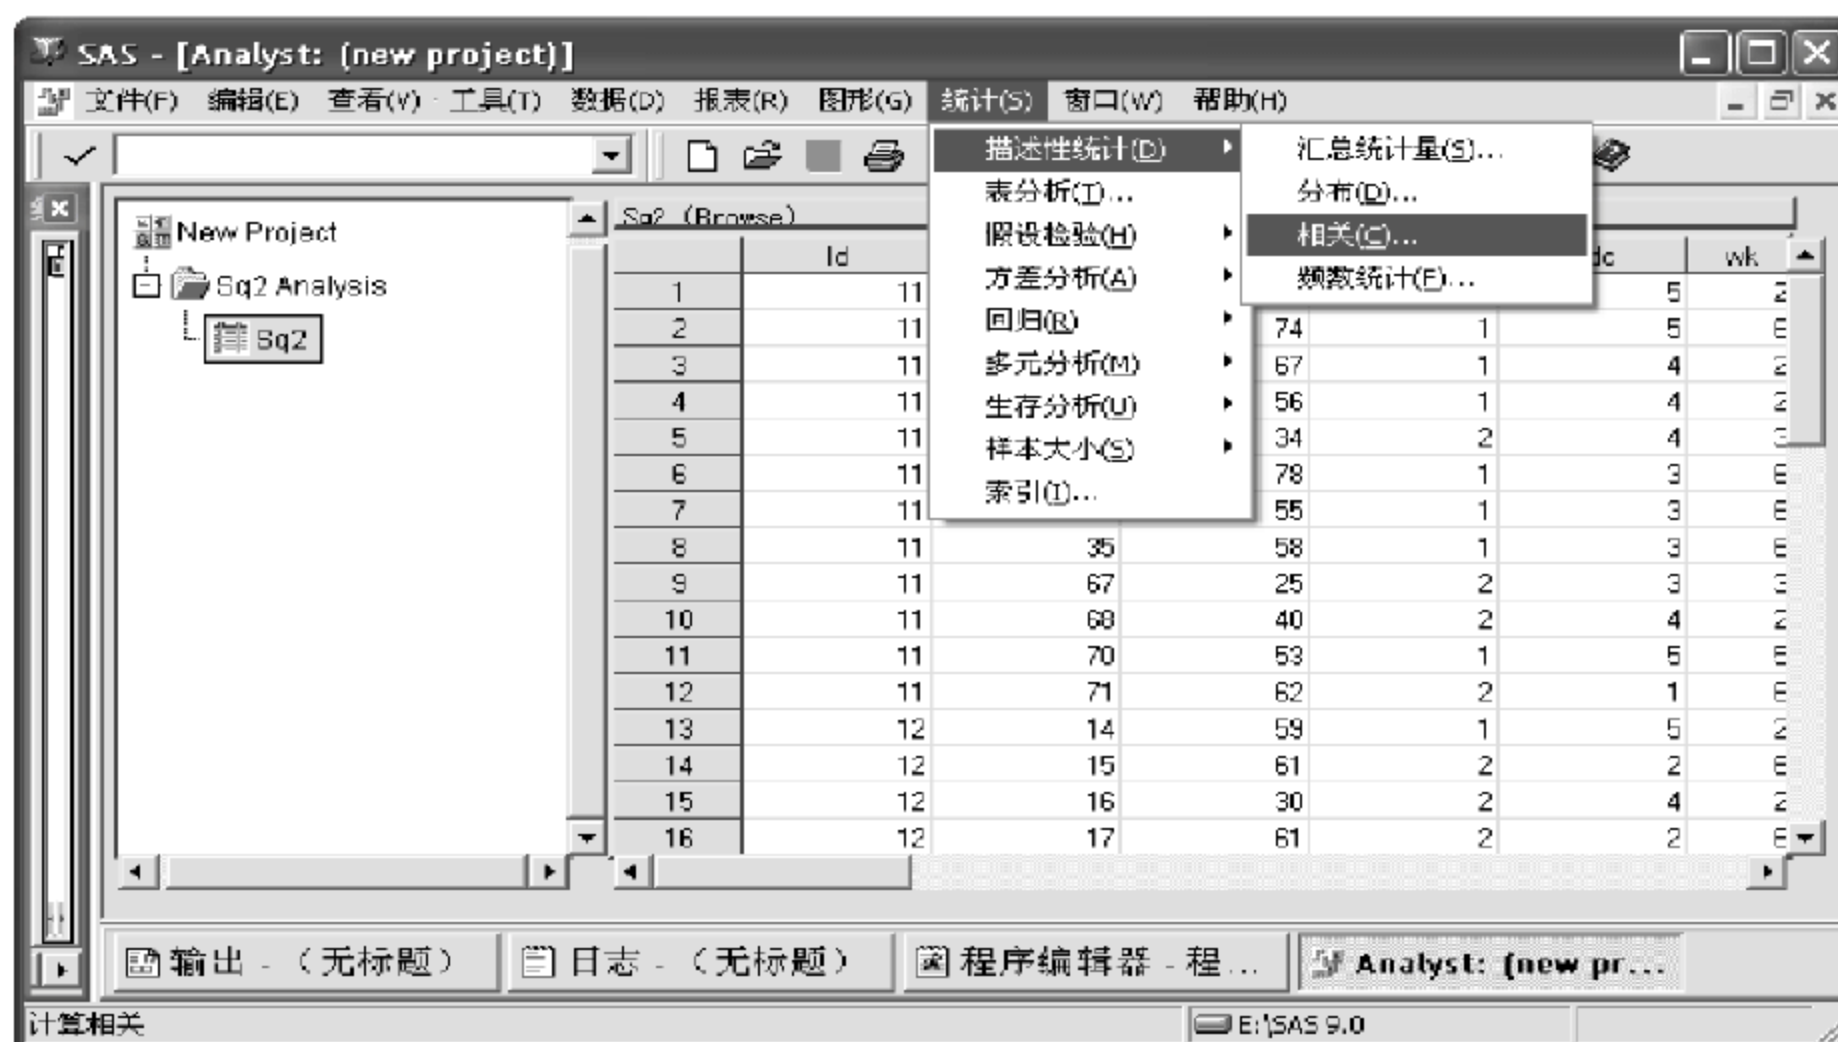 SAS - [Analyst: (new project)]
文件(F) 编辑(E) 查看(V) 工具(T) 数据(D) 报表(R) 图形(G) 统计(S) 窗口(W) 帮助(H)
描述性统计(D)
表分析(T)...
假设检验(H)
方差分析(A)
回归(R)
多元分析(M)
生存分析(U)
样本大小(S)
索引(I)...
汇总统计量(S)...
分布(D)...
相关(C)...
频数统计(F)...
New Project
Sq2 Analysis
Sq2
Sq2 (Browse)
Id wk
1 11 5
2 11 74 1 5
3 11 67 1 4
4 11 56 1 4
5 11 34 2 4
6 11 78 1 3
7 11 55 1 3
8 11 35 58 1 3
9 11 67 25 2 3
10 11 68 40 2 4
11 11 70 53 1 5
12 11 71 62 2 1
13 12 14 59 1 5
14 12 15 61 2 2
15 12 16 30 2 4
16 12 17 61 2 2
输出 - （无标题） 日志 - （无标题） 程序编辑器 - 程... Analyst: (new pr...
计算相关 E:\SAS 9.0